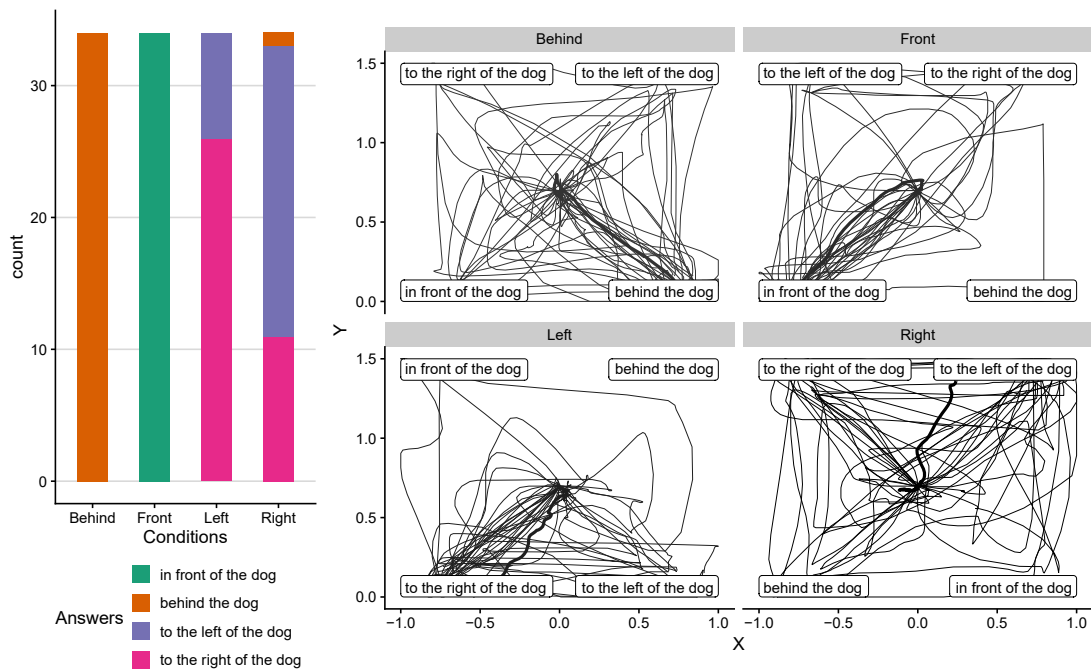 count
30
20
10
0
Behind
Front
Left
Right
Conditions
Answers
in front of the dog
behind the dog
to the left of the dog
to the right of the dog
Y
Behind
1.5
1.0
0.5
0.0
to the right of the dog
to the left of the dog
in front of the dog
behind the dog
Front
to the left of the dog
to the right of the dog
in front of the dog
behind the dog
Left
1.5
1.0
0.5
0.0
in front of the dog
behind the dog
to the right of the dog
to the left of the dog
−1.0
−0.5
0.0
0.5
1.0
Right
to the right of the dog
to the left of the dog
behind the dog
in front of the dog
−1.0
−0.5
0.0
0.5
1.0
X